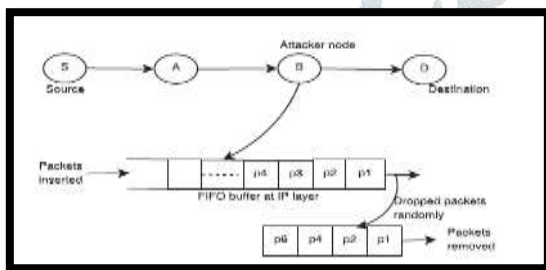 Attacker node
S A B D
Source Destination
Packets inserted
p4 p3 p2 p1
FIFO buffer at IP layer
Dropped packets randomly
p6 p4 p2 p1
Packets removed